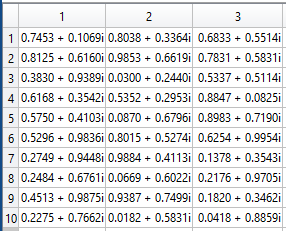 1 2 3
1 0.7453 + 0.1069i 0.8038 + 0.3364i 0.6833 + 0.5514i
2 0.8125 + 0.6160i 0.9853 + 0.6619i 0.7831 + 0.5831i
3 0.3830 + 0.9389i 0.0300 + 0.2440i 0.5337 + 0.5114i
4 0.6168 + 0.3542i 0.5352 + 0.2953i 0.8847 + 0.0825i
5 0.5750 + 0.4103i 0.0870 + 0.6796i 0.8983 + 0.7190i
6 0.5296 + 0.9836i 0.8015 + 0.5274i 0.6254 + 0.9954i
7 0.2749 + 0.9448i 0.9884 + 0.4113i 0.1378 + 0.3543i
8 0.2484 + 0.6761i 0.0669 + 0.6022i 0.2176 + 0.9705i
9 0.4513 + 0.9875i 0.9387 + 0.7499i 0.1820 + 0.3462i
10 0.2275 + 0.7662i 0.0182 + 0.5831i 0.0418 + 0.8859i